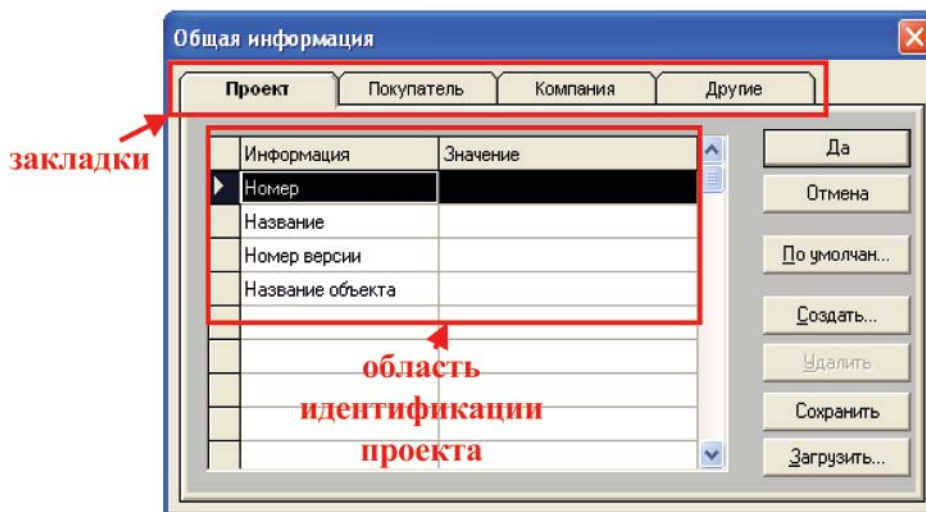 Общая информация
Проект Покупатель Компания Другие
закладки
Информация Значение
Номер
Название
Номер версии
Название объекта
Да
Отмена
По умолчан...
Создать...
Удалить
Сохранить
Загрузить...
область
идентификации
проекта